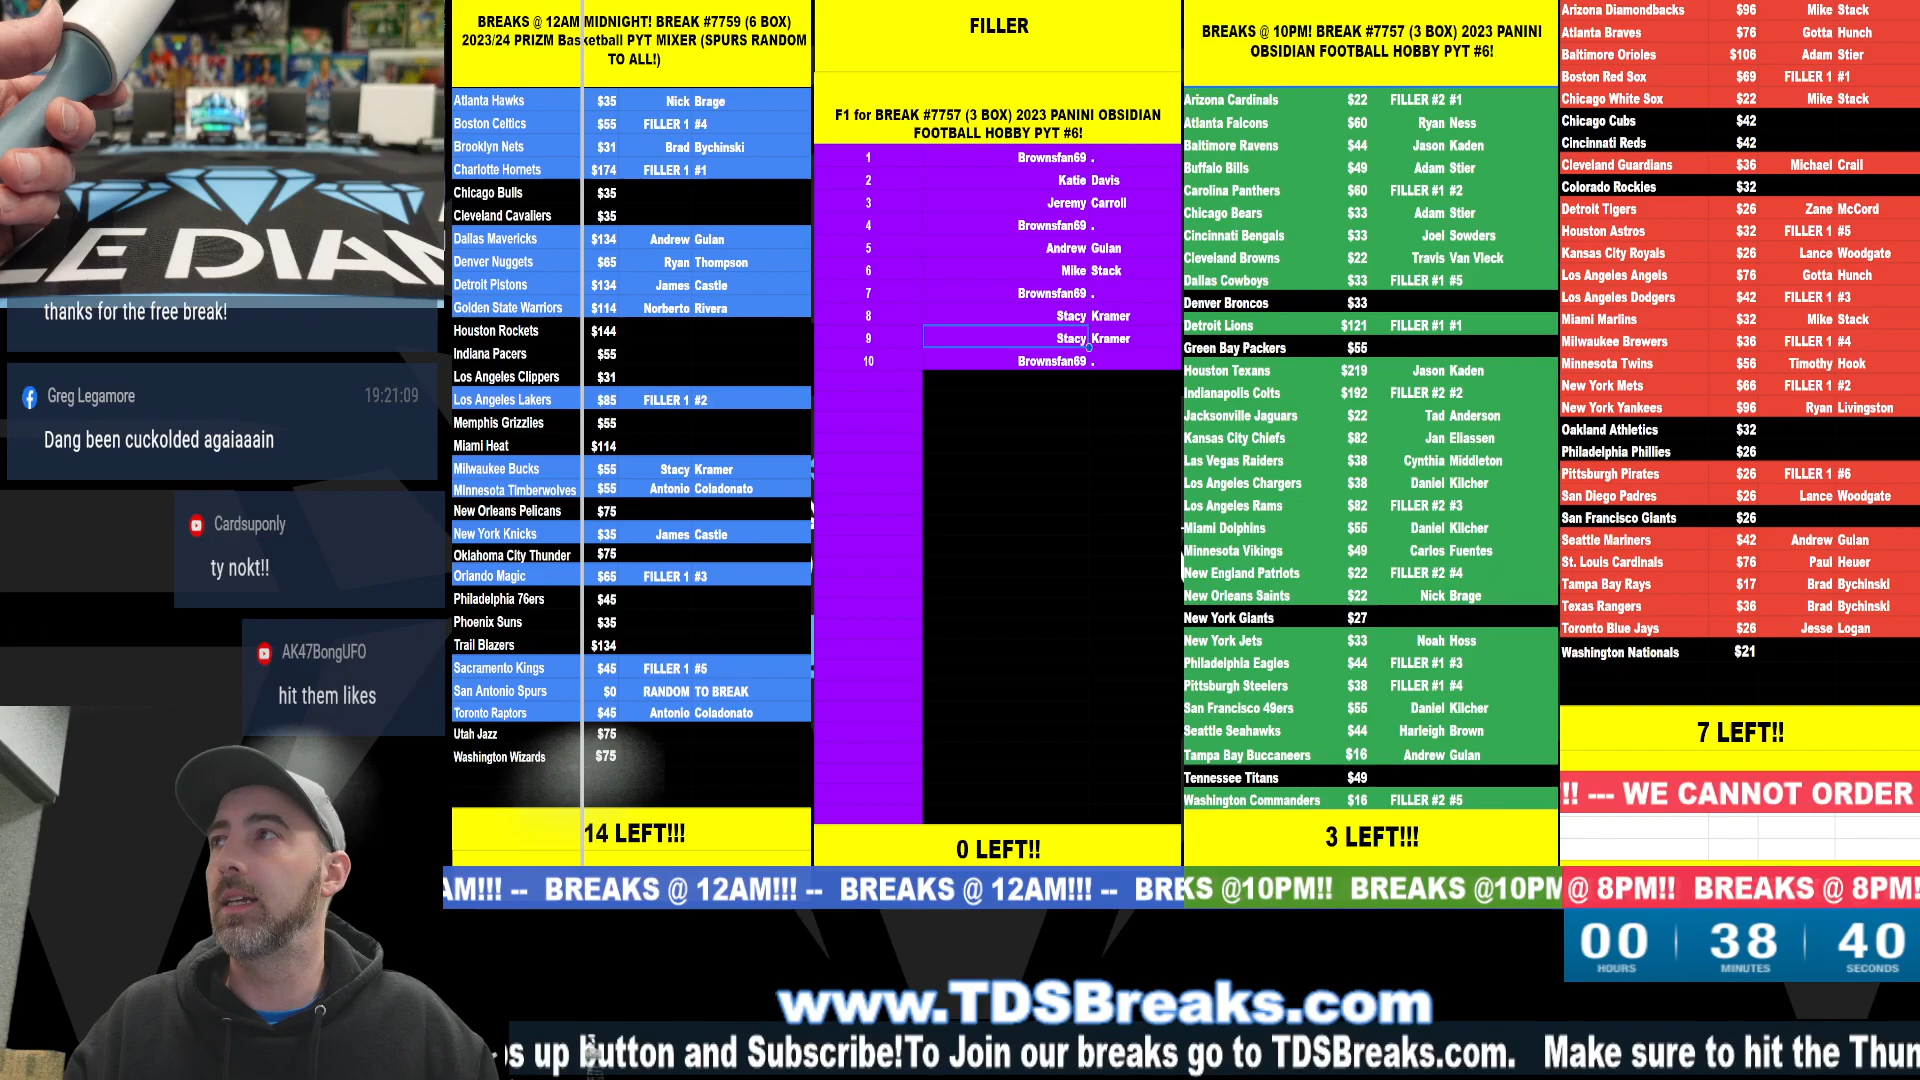 LE DIAM
thanks for the free break!
Greg Legamore 19:21:09
Dang been cuckolded agaiaaain
Cardsuponly
ty nokt!!
AK47BongUFO
hit them likes
BREAKS @ 12AM MIDNIGHT! BREAK #7759 (6 BOX)
2023/24 PRIZM Basketball PYT MIXER (SPURS RANDOM
TO ALL!)
Atlanta Hawks $35 Nick Brage
Boston Celtics $55 FILLER 1 #4
Brooklyn Nets $31 Brad Bychinski
Charlotte Hornets $174 FILLER 1 #1
Chicago Bulls $35
Cleveland Cavaliers $35
Dallas Mavericks $134 Andrew Gulan
Denver Nuggets $65 Ryan Thompson
Detroit Pistons $134 James Castle
Golden State Warriors $114 Norberto Rivera
Houston Rockets $144
Indiana Pacers $55
Los Angeles Clippers $31
Los Angeles Lakers $85 FILLER 1 #2
Memphis Grizzlies $55
Miami Heat $114
Milwaukee Bucks $55 Stacy Kramer
Minnesota Timberwolves $55 Antonio Coladonato
New Orleans Pelicans $75
New York Knicks $35 James Castle
Oklahoma City Thunder $75
Orlando Magic $65 FILLER 1 #3
Philadelphia 76ers $45
Phoenix Suns $35
Trail Blazers $134
Sacramento Kings $45 FILLER 1 #5
San Antonio Spurs $0 RANDOM TO BREAK
Toronto Raptors $45 Antonio Coladonato
Utah Jazz $75
Washington Wizards $75
14 LEFT!!!
FILLER
F1 for BREAK #7757 (3 BOX) 2023 PANINI OBSIDIAN
FOOTBALL HOBBY PYT #6!
1 Brownsfan69 .
2 Katie Davis
3 Jeremy Carroll
4 Brownsfan69 .
5 Andrew Gulan
6 Mike Stack
7 Brownsfan69 .
8 Stacy Kramer
9 Stacy Kramer
10 Brownsfan69 .
0 LEFT!!
BREAKS @ 10PM! BREAK #7757 (3 BOX) 2023 PANINI
OBSIDIAN FOOTBALL HOBBY PYT #6!
Arizona Cardinals $22 FILLER #2 #1
Atlanta Falcons $60 Ryan Ness
Baltimore Ravens $44 Jason Kaden
Buffalo Bills $49 Adam Stier
Carolina Panthers $60 FILLER #1 #2
Chicago Bears $33 Adam Stier
Cincinnati Bengals $33 Joel Sowders
Cleveland Browns $22 Travis Van Vleck
Dallas Cowboys $33 FILLER #1 #5
Denver Broncos $33
Detroit Lions $121 FILLER #1 #1
Green Bay Packers $55
Houston Texans $219 Jason Kaden
Indianapolis Colts $192 FILLER #2 #2
Jacksonville Jaguars $22 Tad Anderson
Kansas City Chiefs $82 Jan Eliassen
Las Vegas Raiders $38 Cynthia Middleton
Los Angeles Chargers $38 Daniel Kilcher
Los Angeles Rams $82 FILLER #2 #3
Miami Dolphins $55 Daniel Kilcher
Minnesota Vikings $49 Carlos Fuentes
New England Patriots $22 FILLER #2 #4
New Orleans Saints $22 Nick Brage
New York Giants $27
New York Jets $33 Noah Hoss
Philadelphia Eagles $44 FILLER #1 #3
Pittsburgh Steelers $38 FILLER #1 #4
San Francisco 49ers $55 Daniel Kilcher
Seattle Seahawks $44 Harleigh Brown
Tampa Bay Buccaneers $16 Andrew Gulan
Tennessee Titans $49
Washington Commanders $16 FILLER #2 #5
3 LEFT!!!
Arizona Diamondbacks $96 Mike Stack
Atlanta Braves $76 Gotta Hunch
Baltimore Orioles $106 Adam Stier
Boston Red Sox $69 FILLER 1 #1
Chicago White Sox $22 Mike Stack
Chicago Cubs $42
Cincinnati Reds $42
Cleveland Guardians $36 Michael Crail
Colorado Rockies $32
Detroit Tigers $26 Zane McCord
Houston Astros $32 FILLER 1 #5
Kansas City Royals $26 Lance Woodgate
Los Angeles Angels $76 Gotta Hunch
Los Angeles Dodgers $42 FILLER 1 #3
Miami Marlins $32 Mike Stack
Milwaukee Brewers $36 FILLER 1 #4
Minnesota Twins $56 Timothy Hook
New York Mets $66 FILLER 1 #2
New York Yankees $96 Ryan Livingston
Oakland Athletics $32
Philadelphia Phillies $26
Pittsburgh Pirates $26 FILLER 1 #6
San Diego Padres $26 Lance Woodgate
San Francisco Giants $26
Seattle Mariners $42 Andrew Gulan
St. Louis Cardinals $76 Paul Heuer
Tampa Bay Rays $17 Brad Bychinski
Texas Rangers $36 Brad Bychinski
Toronto Blue Jays $26 Jesse Logan
Washington Nationals $21
7 LEFT!!
!! --- WE CANNOT ORDER
AM!!! -- BREAKS @ 12AM!!! -- BREAKS @ 12AM!!! -- BRE
KS @10PM!! BREAKS @10PM
@ 8PM!! BREAKS @ 8PM!
00 38 40
HOURS MINUTES SECONDS
www.TDSBreaks.com
s up button and Subscribe!To Join our breaks go to TDSBreaks.com. Make sure to hit the Thun